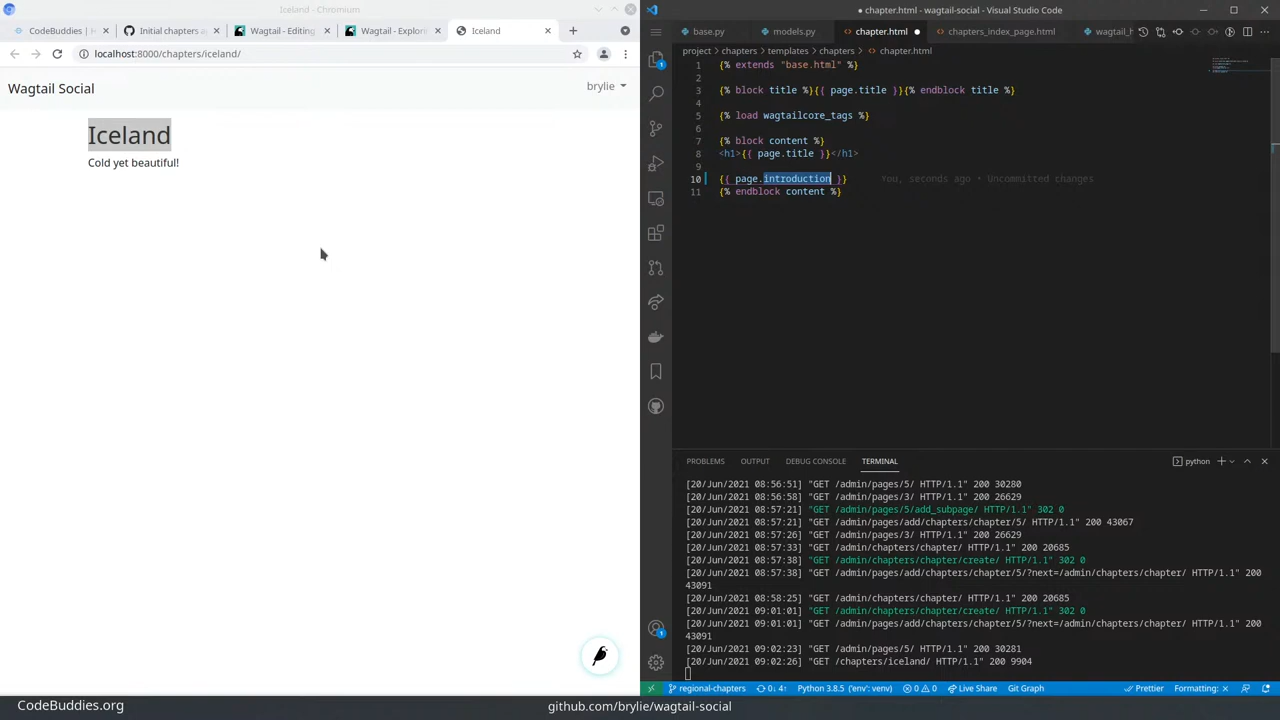 Iceland - Chromium
CodeBuddies | H
Initial chapters a
Wagtail - Editing
Wagtail - Explori
Iceland
localhost:8000/chapters/iceland/
Wagtail Social
brylie
Iceland
Cold yet beautiful!
● chapter.html - wagtail-social - Visual Studio Code
base.py
models.py
chapter.html
chapters_index_page.html
wagtail_h
project > chapters > templates > chapters > chapter.html
1 {% extends "base.html" %}
2
3 {% block title %}{{ page.title }}{% endblock title %}
4
5 {% load wagtailcore_tags %}
6
7 {% block content %}
8 <h1>{{ page.title }}</h1>
9
10 {{ page.introduction }} You, seconds ago • Uncommitted changes
11 {% endblock content %}
PROBLEMS OUTPUT DEBUG CONSOLE TERMINAL
python
[20/Jun/2021 08:56:51] "GET /admin/pages/5/ HTTP/1.1" 200 30280
[20/Jun/2021 08:56:58] "GET /admin/pages/3/ HTTP/1.1" 200 26629
[20/Jun/2021 08:57:21] "GET /admin/pages/5/add_subpage/ HTTP/1.1" 302 0
[20/Jun/2021 08:57:21] "GET /admin/pages/add/chapters/chapter/5/ HTTP/1.1" 200 43067
[20/Jun/2021 08:57:26] "GET /admin/pages/3/ HTTP/1.1" 200 26629
[20/Jun/2021 08:57:33] "GET /admin/chapters/chapter/ HTTP/1.1" 200 20685
[20/Jun/2021 08:57:38] "GET /admin/chapters/chapter/create/ HTTP/1.1" 302 0
[20/Jun/2021 08:57:38] "GET /admin/pages/add/chapters/chapter/5/?next=/admin/chapters/chapter/ HTTP/1.1" 200
43091
[20/Jun/2021 08:58:25] "GET /admin/chapters/chapter/ HTTP/1.1" 200 20685
[20/Jun/2021 09:01:01] "GET /admin/chapters/chapter/create/ HTTP/1.1" 302 0
[20/Jun/2021 09:01:01] "GET /admin/pages/add/chapters/chapter/5/?next=/admin/chapters/chapter/ HTTP/1.1" 200
43091
[20/Jun/2021 09:02:23] "GET /admin/pages/5/ HTTP/1.1" 200 30281
[20/Jun/2021 09:02:26] "GET /chapters/iceland/ HTTP/1.1" 200 9904
1
1
regional-chapters 0↓ 4↑ Python 3.8.5 ('env': venv) 0 0 Live Share Git Graph Prettier Formatting: ×
CodeBuddies.org
github.com/brylie/wagtail-social